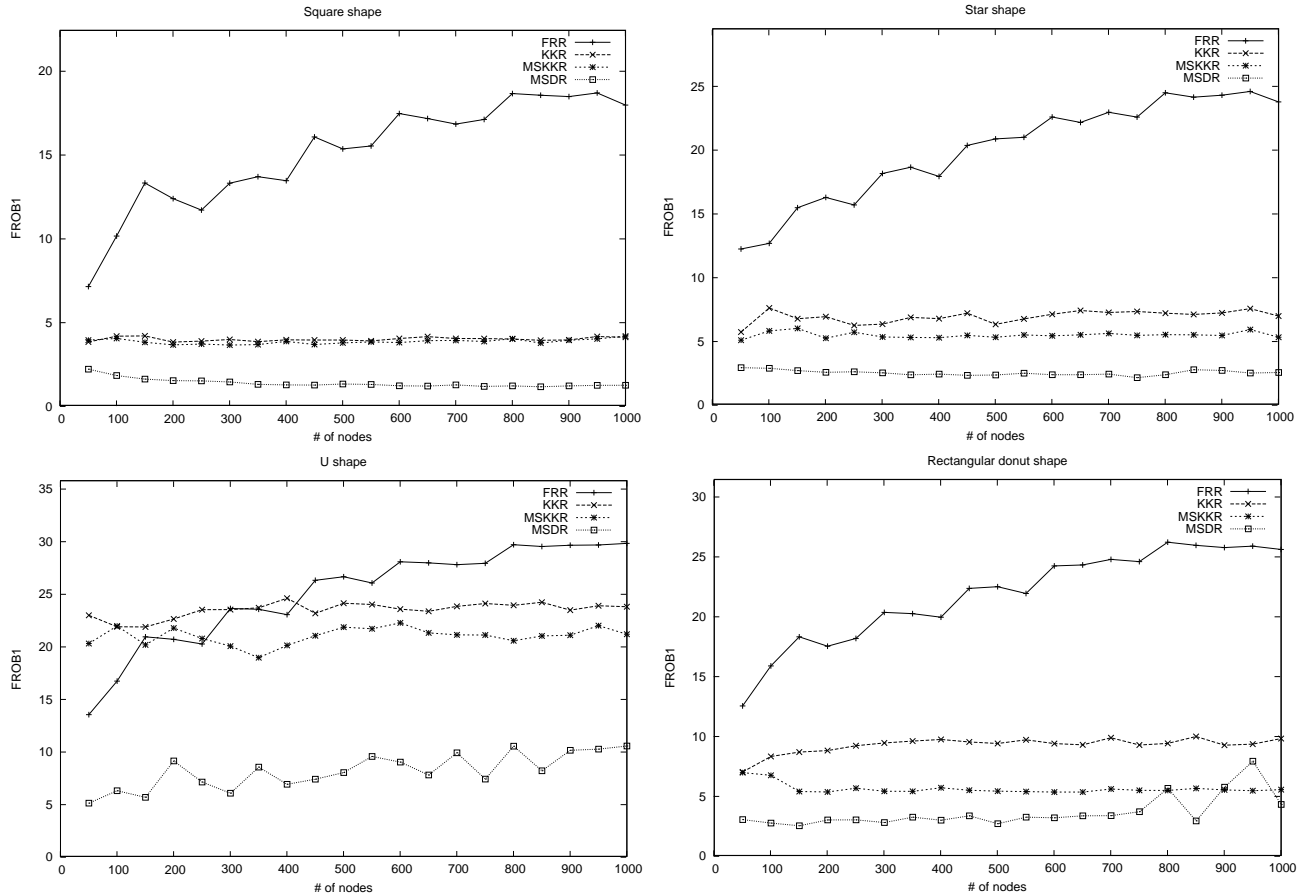 Square shape
FRR
KKR
MSKKR
MSDR
20
15
10
5
0
FROB1
0 100 200 300 400 500 600 700 800 900 1000
# of nodes
Star shape
FRR
KKR
MSKKR
MSDR
25
20
15
10
5
0
FROB1
0 100 200 300 400 500 600 700 800 900 1000
# of nodes
U shape
FRR
KKR
MSKKR
MSDR
35
30
25
20
15
10
5
0
FROB1
0 100 200 300 400 500 600 700 800 900 1000
# of nodes
Rectangular donut shape
FRR
KKR
MSKKR
MSDR
30
25
20
15
10
5
0
FROB1
0 100 200 300 400 500 600 700 800 900 1000
# of nodes